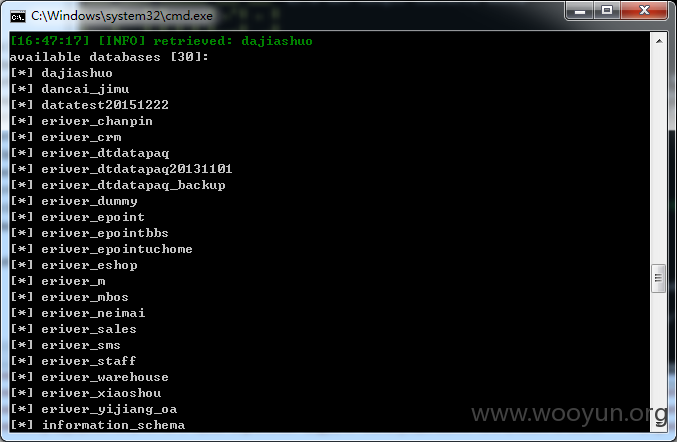 C:\Windows\system32\cmd.exe
[16:47:17] [INFO] retrieved: dajiashuo
available databases [30]:
[*] dajiashuo
[*] dancai_jimu
[*] datatest20151222
[*] eriver_chanpin
[*] eriver_crm
[*] eriver_dtdatapaq
[*] eriver_dtdatapaq20131101
[*] eriver_dtdatapaq_backup
[*] eriver_dummy
[*] eriver_epoint
[*] eriver_epointbbs
[*] eriver_epointuchome
[*] eriver_eshop
[*] eriver_m
[*] eriver_mbos
[*] eriver_neimai
[*] eriver_sales
[*] eriver_sms
[*] eriver_staff
[*] eriver_warehouse
[*] eriver_xiaoshou
[*] eriver_yijiang_oa
[*] information_schema
www.wooyun.org